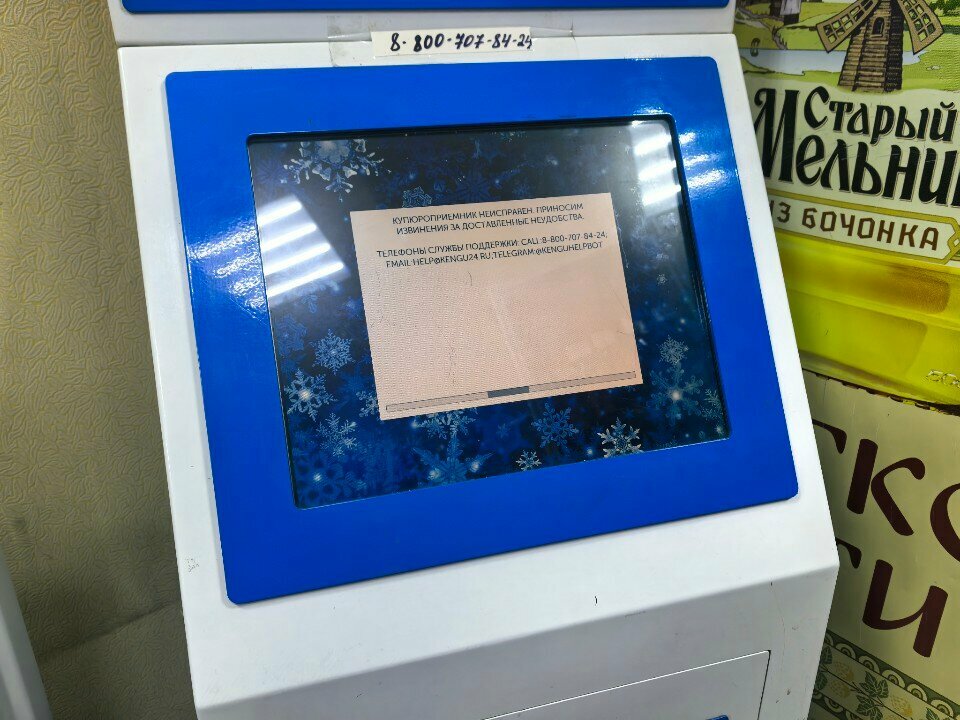 8-800-707-84-24
КУПЮРОПРИЕМНИК НЕИСПРАВЕН. ПРИНОСИМ
ИЗВИНЕНИЯ ЗА ДОСТАВЛЕННЫЕ НЕУДОБСТВА.
ТЕЛЕФОНЫ СЛУЖБЫ ПОДДЕРЖКИ: CALL:8-800-707-84-24;
EMAIL:HELP@KENGU24.RU;TELEGRAM:@KENGUHELPBOT
Старый
Мельни
ИЗ БОЧОНКА